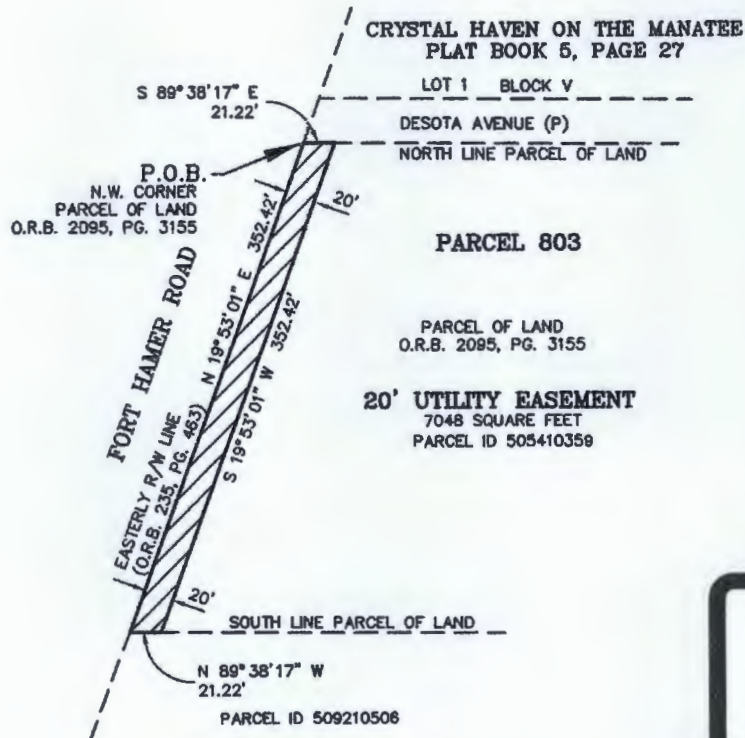 CRYSTAL HAVEN ON THE MANATEE
PLAT BOOK 5, PAGE 27
LOT 1 BLOCK V
S 89°38'17" E
21.22'
DESOTA AVENUE (P)
NORTH LINE PARCEL OF LAND
P.O.B.
N.W. CORNER
PARCEL OF LAND
O.R.B. 2095, PG. 3155
20'
PARCEL 803
FORT HAMER ROAD
N 19°53'01" E 352.42'
S 19°53'01" W 352.42'
PARCEL OF LAND
O.R.B. 2095, PG. 3155
20' UTILITY EASEMENT
7048 SQUARE FEET
PARCEL ID 505410359
EASTERLY R/W LINE
(O.R.B. 235, PG. 463)
20'
SOUTH LINE PARCEL OF LAND
N 89°38'17" W
21.22'
PARCEL ID 509210506